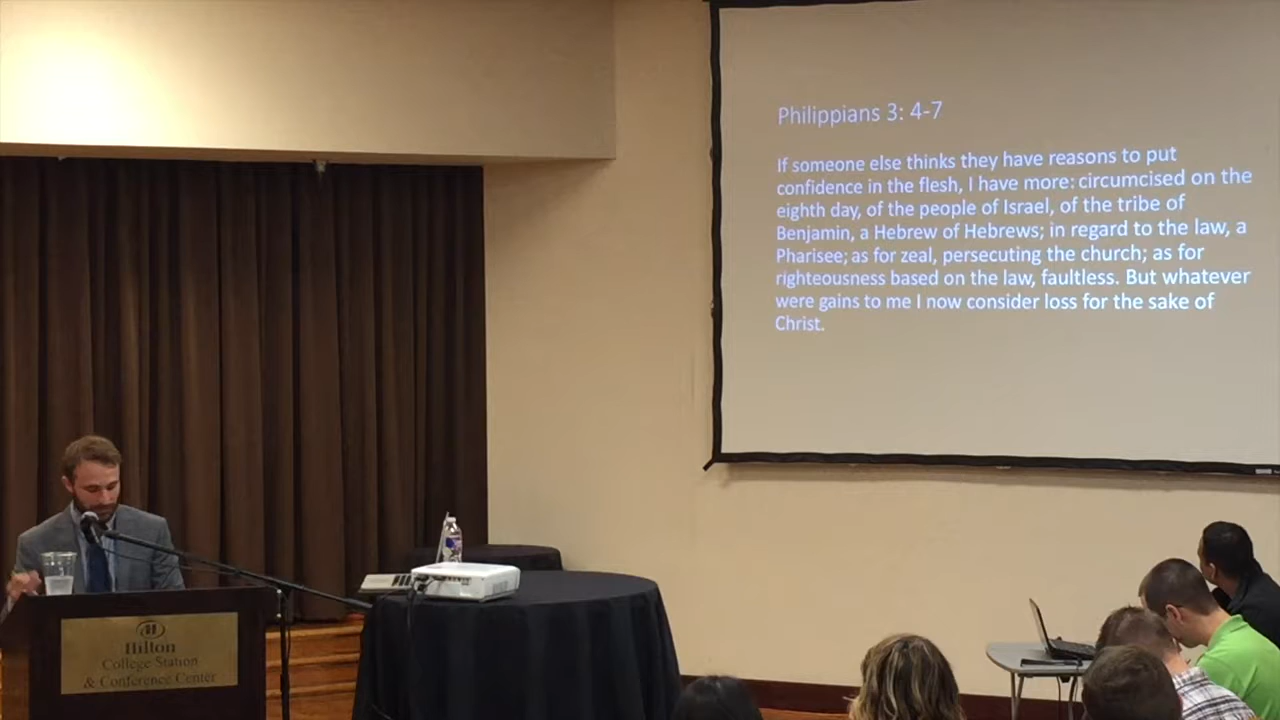 Philippians 3: 4-7
If someone else thinks they have reasons to put
confidence in the flesh, I have more: circumcised on the
eighth day, of the people of Israel, of the tribe of
Benjamin, a Hebrew of Hebrews; in regard to the law, a
Pharisee; as for zeal, persecuting the church; as for
righteousness based on the law, faultless. But whatever
were gains to me I now consider loss for the sake of
Christ.
Hilton
College Station
& Conference Center